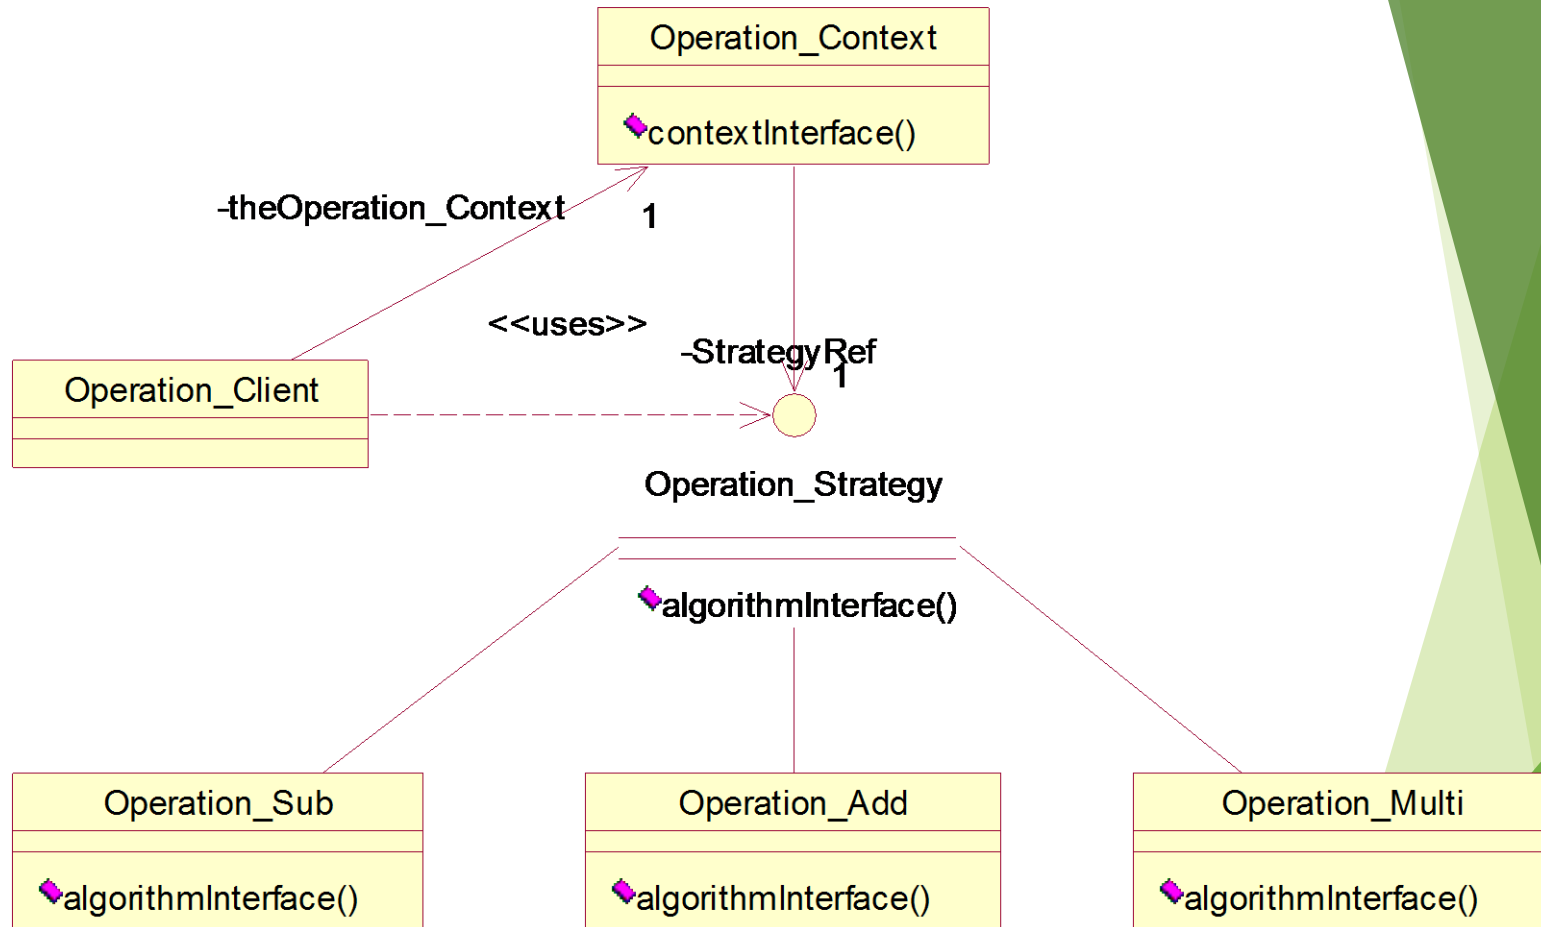 Operation_Context
contextInterface()
-theOperation_Context
1
<<uses>>
-StrategyRef
1
Operation_Client
Operation_Strategy
algorithmInterface()
Operation_Sub
Operation_Add
Operation_Multi
algorithmInterface()
algorithmInterface()
algorithmInterface()